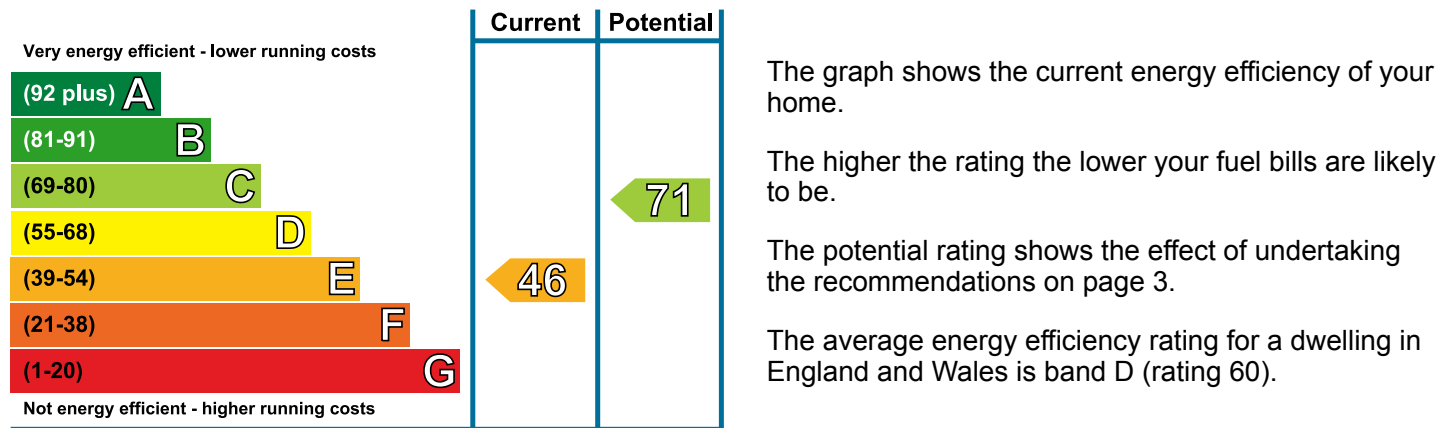 Current Potential
Very energy efficient - lower running costs
(92 plus) A
(81-91) B
(69-80) C
71
(55-68) D
(39-54) E
46
(21-38) F
(1-20) G
Not energy efficient - higher running costs
The graph shows the current energy efficiency of your
home.
The higher the rating the lower your fuel bills are likely
to be.
The potential rating shows the effect of undertaking
the recommendations on page 3.
The average energy efficiency rating for a dwelling in
England and Wales is band D (rating 60).